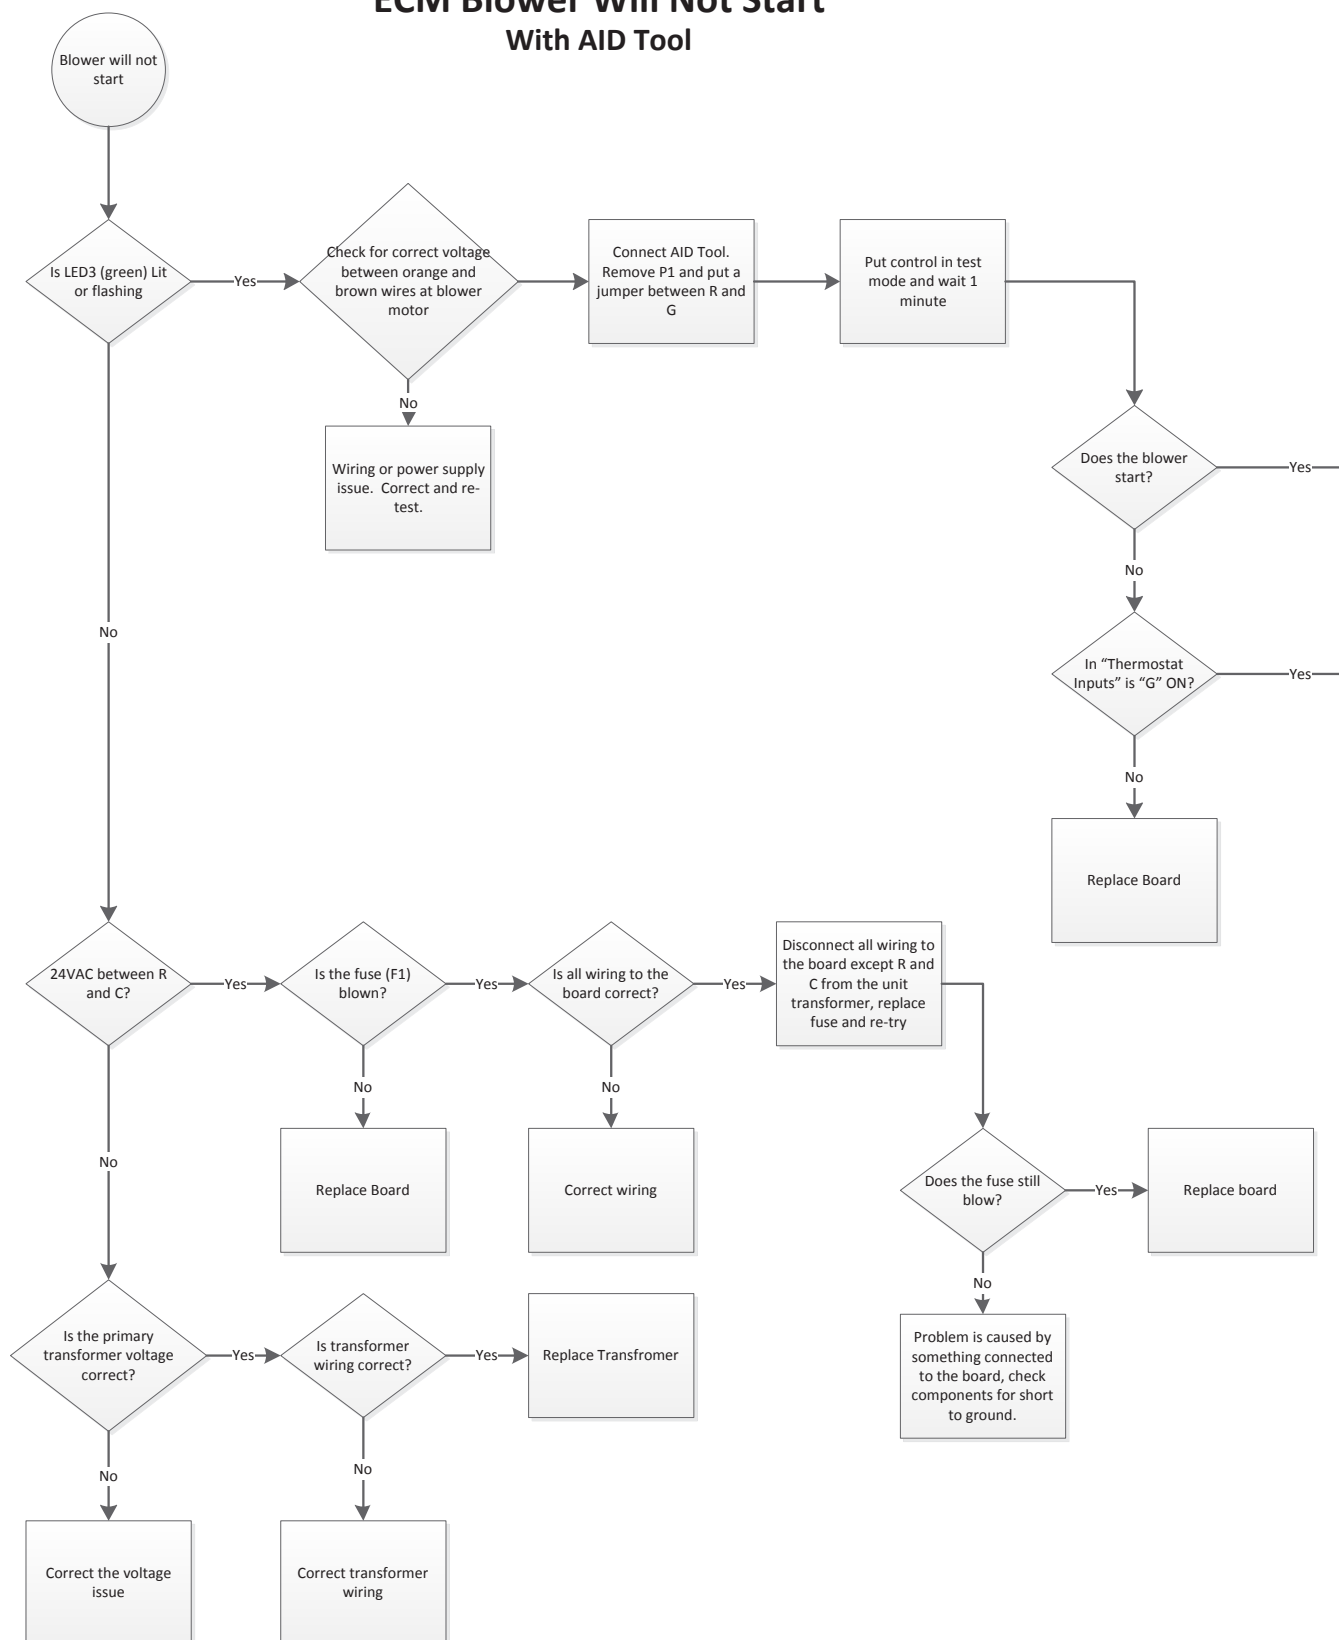 ECM Blower Will Not Start
With AID Tool
Blower will not
start
Is LED3 (green) Lit
or flashing
Yes
Check for correct voltage
between orange and
brown wires at blower
motor
Connect AID Tool.
Remove P1 and put a
jumper between R and
G
Put control in test
mode and wait 1
minute
No
Wiring or power supply
issue.  Correct and re-
test.
Does the blower
start?
Yes
No
No
In “Thermostat
Inputs” is “G” ON?
Yes
No
Replace Board
24VAC between R
and C?
Yes
Is the fuse (F1)
blown?
Yes
Is all wiring to the
board correct?
Yes
Disconnect all wiring to
the board except R and
C from the unit
transformer, replace
fuse and re-try
No
No
No
Replace Board
Correct wiring
Does the fuse still
blow?
Yes
Replace board
No
Problem is caused by
something connected
to the board, check
components for short
to ground.
Is the primary
transformer voltage
correct?
Yes
Is transformer
wiring correct?
Yes
Replace Transfromer
No
No
Correct the voltage
issue
Correct transformer
wiring